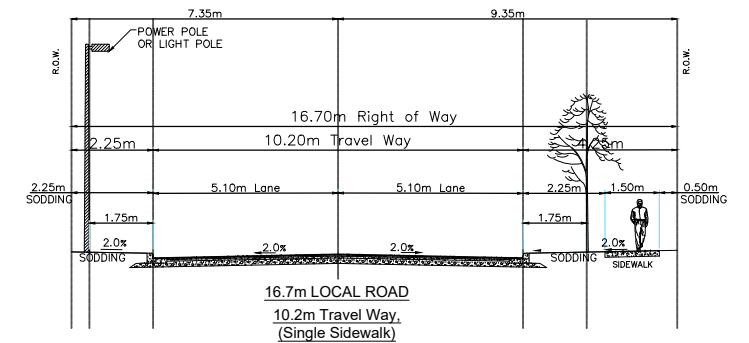 7.35m 9.35m
POWER POLE
OR LIGHT POLE
R.O.W. R.O.W.
16.70m Right of Way
2.25m 10.20m Travel Way 4.25m
2.25m 5.10m Lane 5.10m Lane 2.25m 1.50m 0.50m
SODDING SODDING
1.75m 1.75m
2.0% 2.0% 2.0% 2.0%
SODDING SODDING SIDEWALK
16.7m LOCAL ROAD
10.2m Travel Way,
(Single Sidewalk)